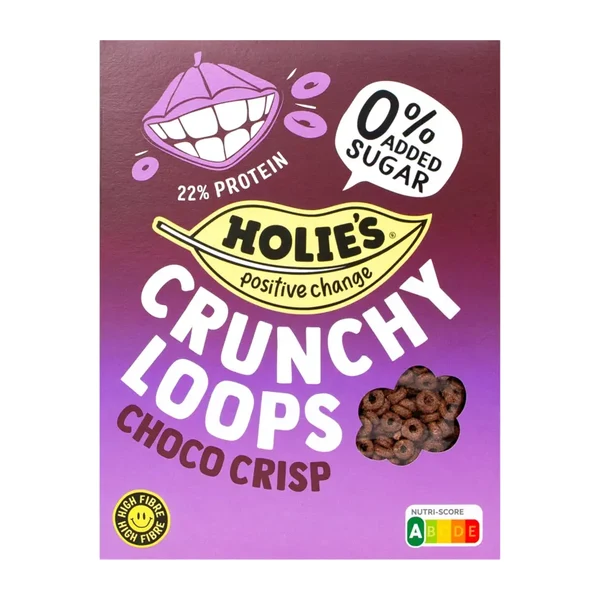 0%
ADDED
SUGAR
22% PROTEIN
HOLIE'S®
positive change
CRUNCHY
LOOPS
CHOCO CRISP
HIGH FIBRE
HIGH FIBRE
NUTRI-SCORE
A B C D E